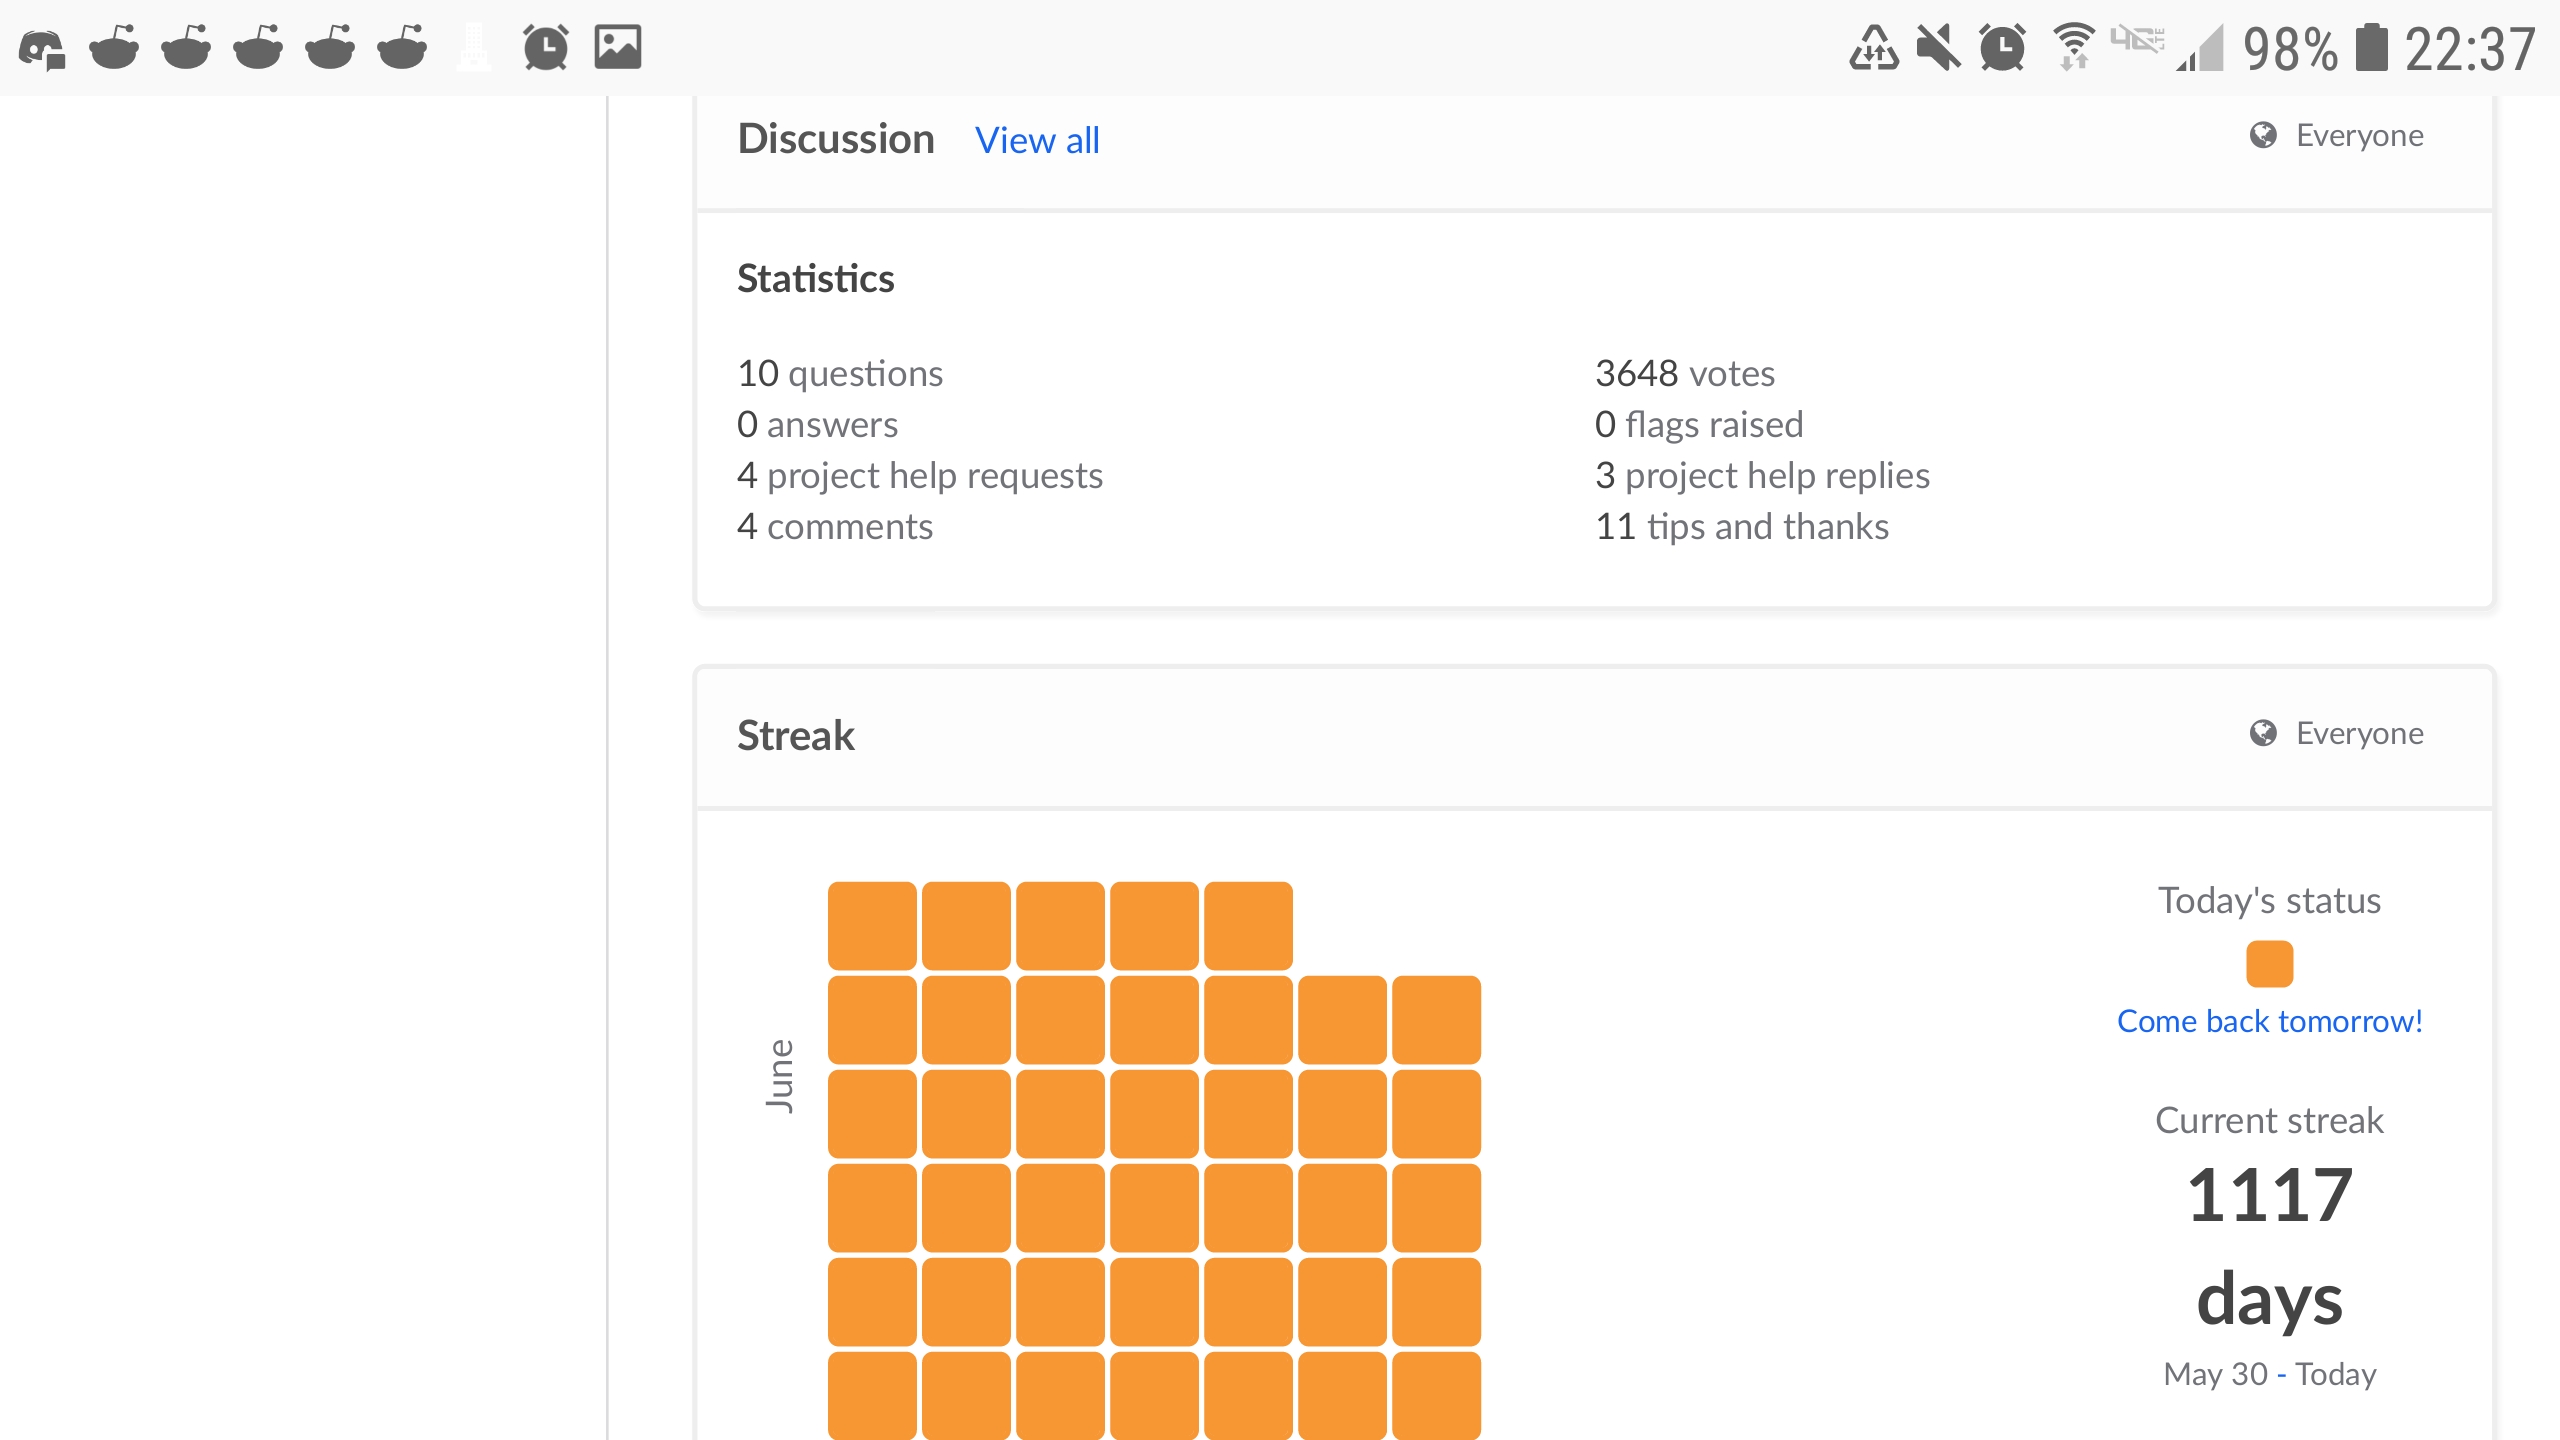 98% 22:37
Discussion View all Everyone
Statistics
10 questions
0 answers
4 project help requests
4 comments
3648 votes
0 flags raised
3 project help replies
11 tips and thanks
Streak Everyone
June
Today's status
Come back tomorrow!
Current streak
1117
days
May 30 - Today